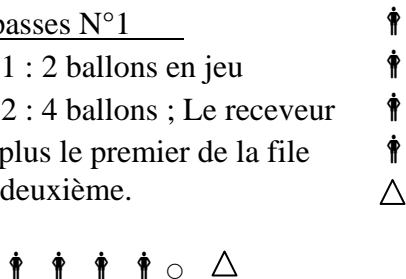 passes N°1
1 : 2 ballons en jeu
2 : 4 ballons ; Le receveur
plus le premier de la file
deuxième.